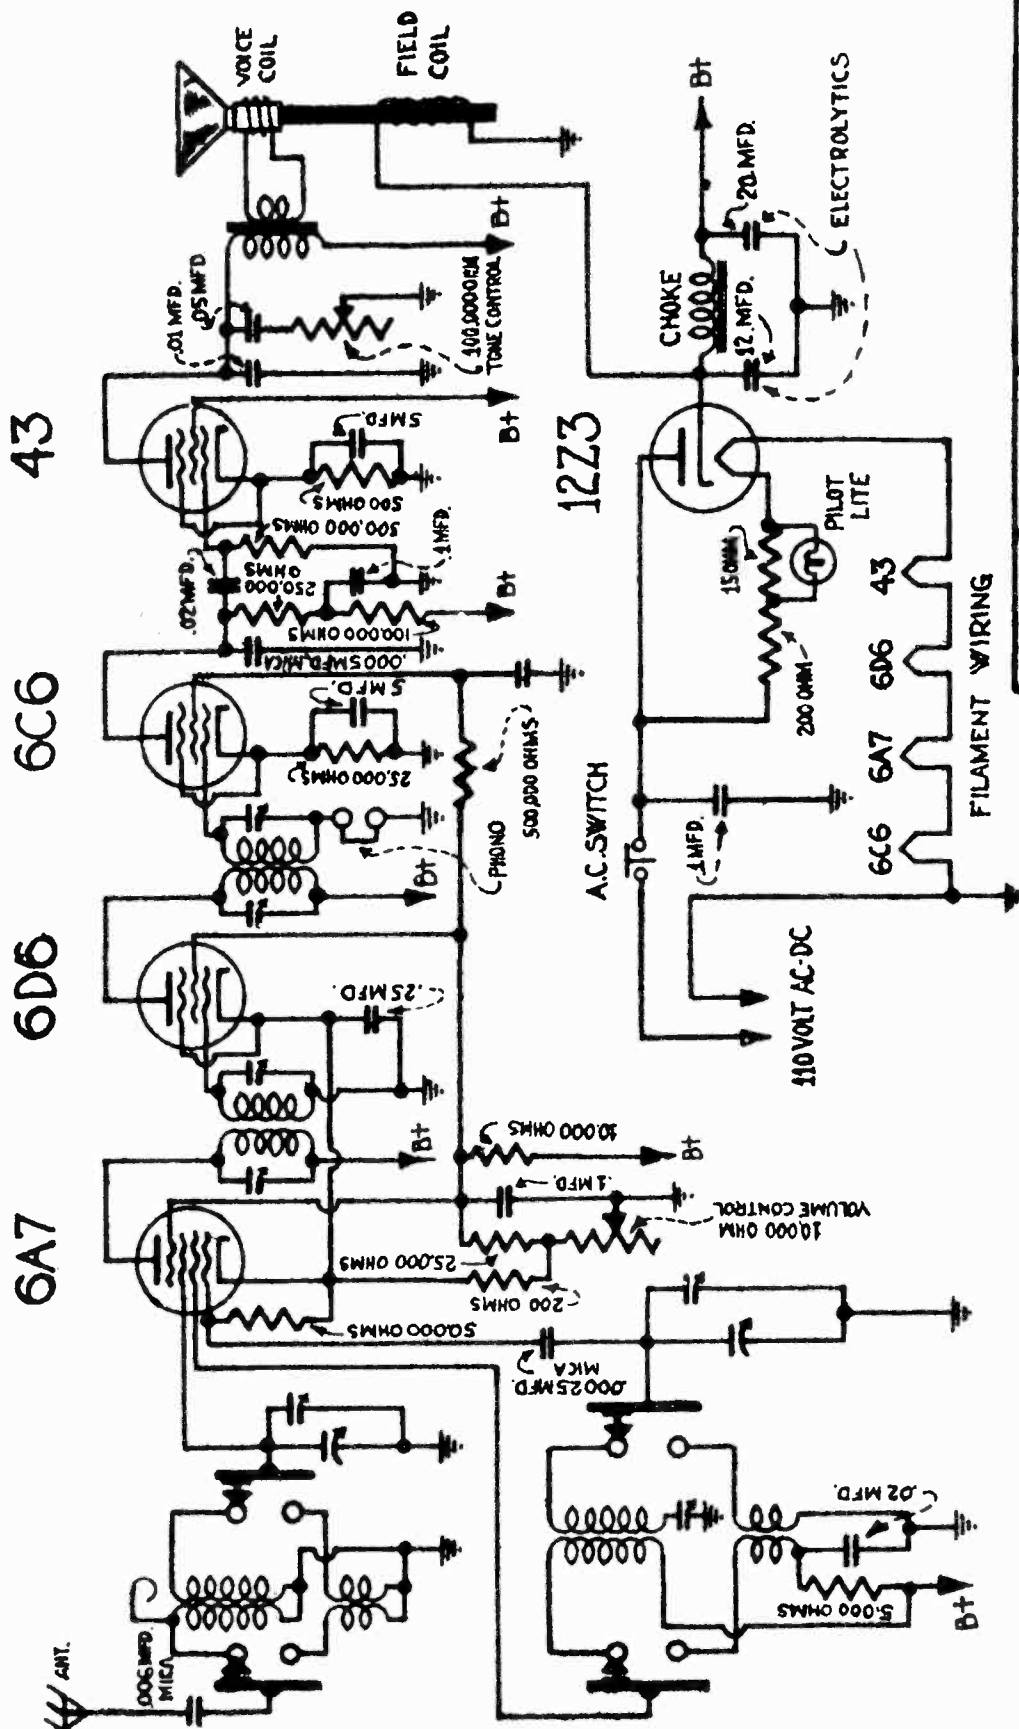 6A7
6D6
6C6
43
ANT.
.006 MFD.
MICA
50,000 OHMS
.00025 MFD.
MICA
200 OHMS
25,000 OHMS
.1 MFD.
10,000 OHM
VOLUME CONTROL
10,000 OHMS
B+
B+
.25 MFD.
B+
PHONO
500,000 OHMS
25,000 OHMS
5 MFD.
.0005 MFD. MICA
100,000 OHMS
250,000
OHMS
.02 MFD.
500,000 OHMS
.1 MFD.
B+
500 OHMS
5 MFD.
B+
.01 MFD.
.05 MFD
100,000 OHM
TONE CONTROL
B+
VOICE
COIL
FIELD
COIL
5,000 OHMS
.02 MFD.
B+
12Z3
A.C. SWITCH
.1 MFD.
110 VOLT AC-DC
200 OHM
15 OHM
PILOT
LITE
CHOKE
12 MFD.
20 MFD.
B+
ELECTROLYTICS
6C6
6A7
6D6
43
FILAMENT WIRING